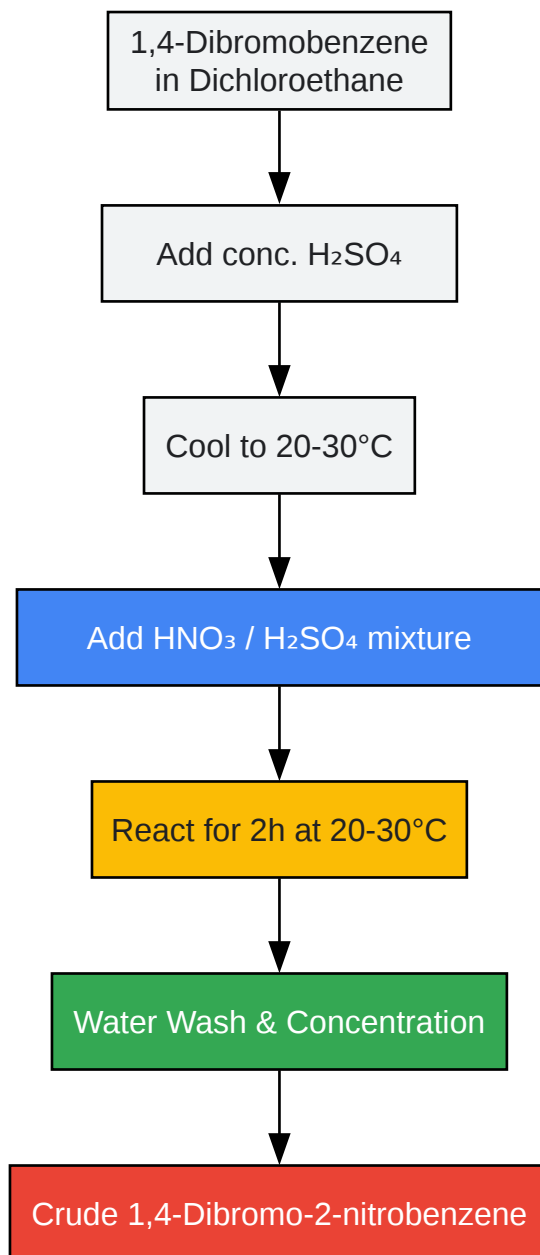 1,4-Dibromobenzene
in Dichloroethane
Add conc. H₂SO₄
Cool to 20-30°C
Add HNO₃ / H₂SO₄ mixture
React for 2h at 20-30°C
Water Wash & Concentration
Crude 1,4-Dibromo-2-nitrobenzene